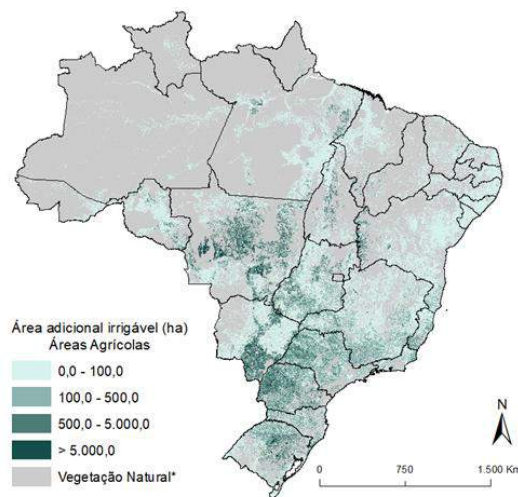 Área adicional irrigável (ha)
Áreas Agrícolas
0,0 - 100,0
100,0 - 500,0
500,0 - 5.000,0
> 5.000,0
Vegetação Natural*
N
0 750 1.500 Km